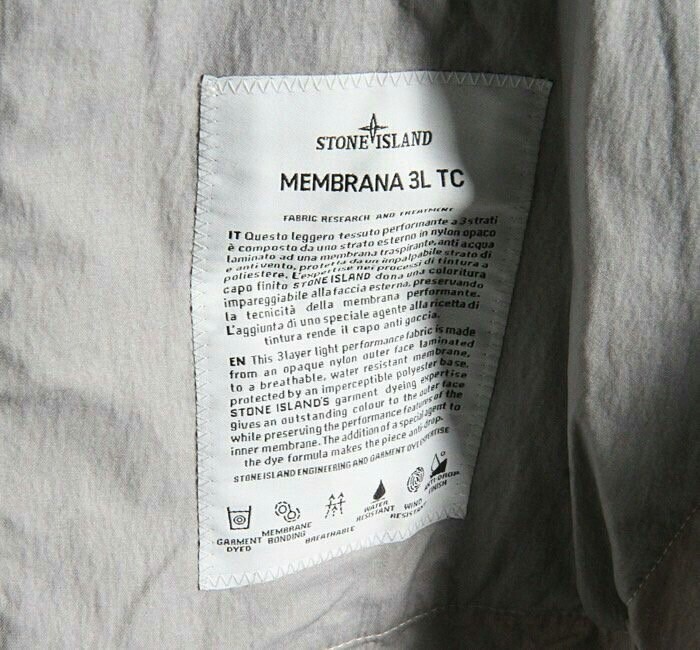 STONE ISLAND
MEMBRANA 3L TC
FABRIC RESEARCH AND TREATMENT
IT Questo leggero tessuto performante a 3 strati
è composto da uno strato esterno in nylon opaco
laminato ad una membrana traspirante, anti acqua
e anti vento, protetta da un impalpabile strato di
poliestere. L'expertise nei processi di tintura a
capo finito STONE ISLAND dona una coloritura
impareggiabile alla faccia esterna, preservando
la tecnicità della membrana performante.
L'aggiunta di uno speciale agente alla ricetta di
tintura rende il capo anti goccia.
EN This 3layer light performance fabric is made
from an opaque nylon outer face laminated
to a breathable, water resistant membrane,
protected by an imperceptible polyester base.
STONE ISLAND'S garment dyeing expertise
gives an outstanding colour to the outer face
while preserving the performance features of the
inner membrane. The addition of a special agent to
the dye formula makes the piece anti-drop.
STONE ISLAND ENGINEERING AND GARMENT DYE EXPERTISE
GARMENT DYED
MEMBRANE BONDING
BREATHABLE
WATER RESISTANT
WIND RESISTANT
ANTI-DROP FINISH